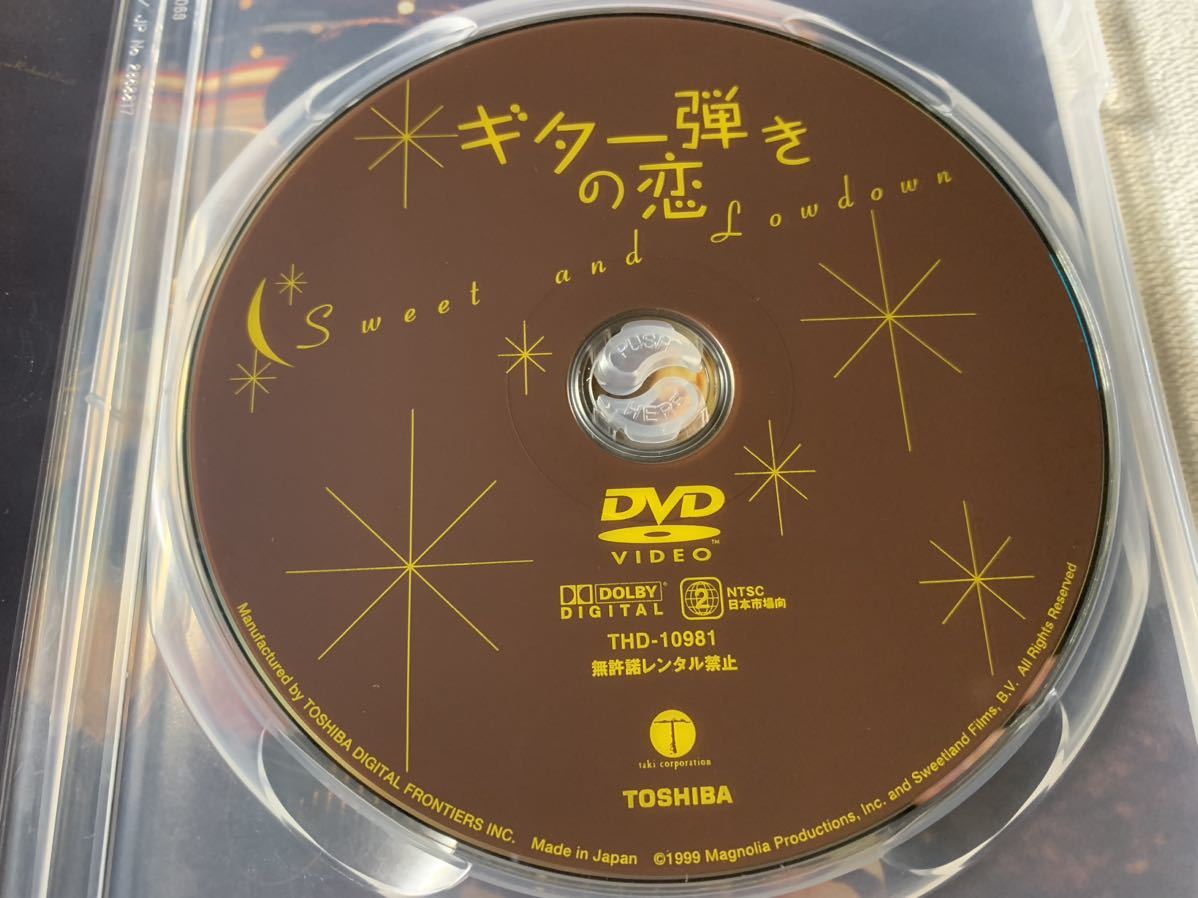 ギター弾き
の恋
Sweet and Lowdown
PUSH
HERE
DVD
VIDEO
DOLBY
DIGITAL
2
NTSC
日本市場向
THD-10981
無許諾レンタル禁止
T
taki corporation
TOSHIBA
Manufactured by TOSHIBA DIGITAL FRONTIERS INC. Made in Japan ©1999 Magnolia Productions, Inc. and Sweetland Films, B.V. All Rights Reserved